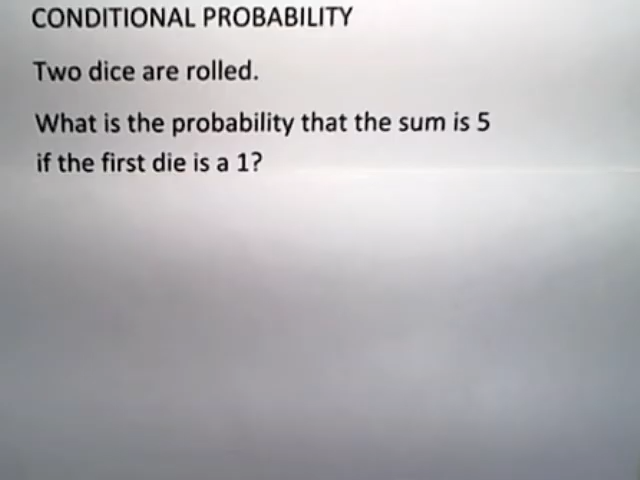 CONDITIONAL PROBABILITY
Two dice are rolled.
What is the probability that the sum is 5
if the first die is a 1?